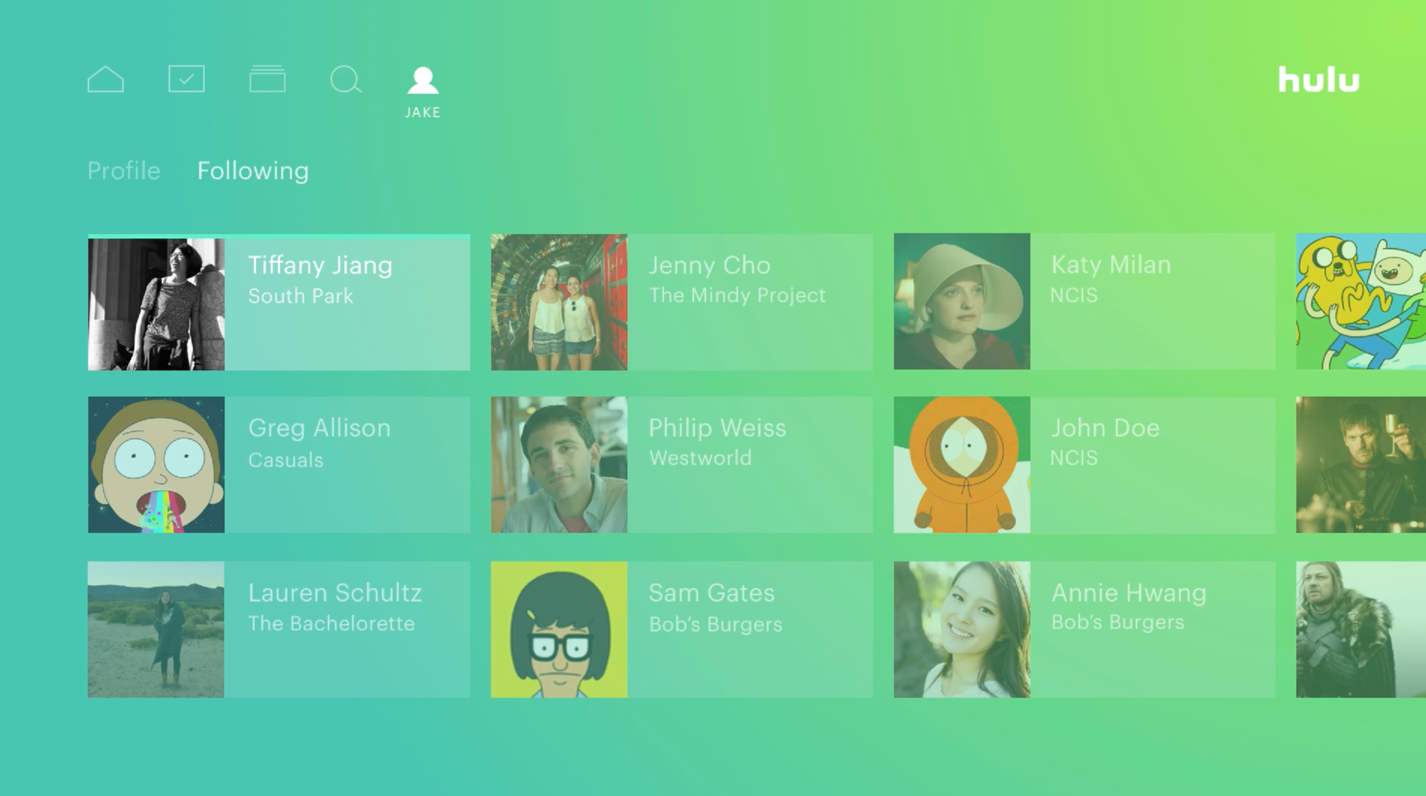 hulu
JAKE
Profile Following
Tiffany Jiang
South Park
Jenny Cho
The Mindy Project
Katy Milan
NCIS
Greg Allison
Casuals
Philip Weiss
Westworld
John Doe
NCIS
Lauren Schultz
The Bachelorette
Sam Gates
Bob’s Burgers
Annie Hwang
Bob’s Burgers